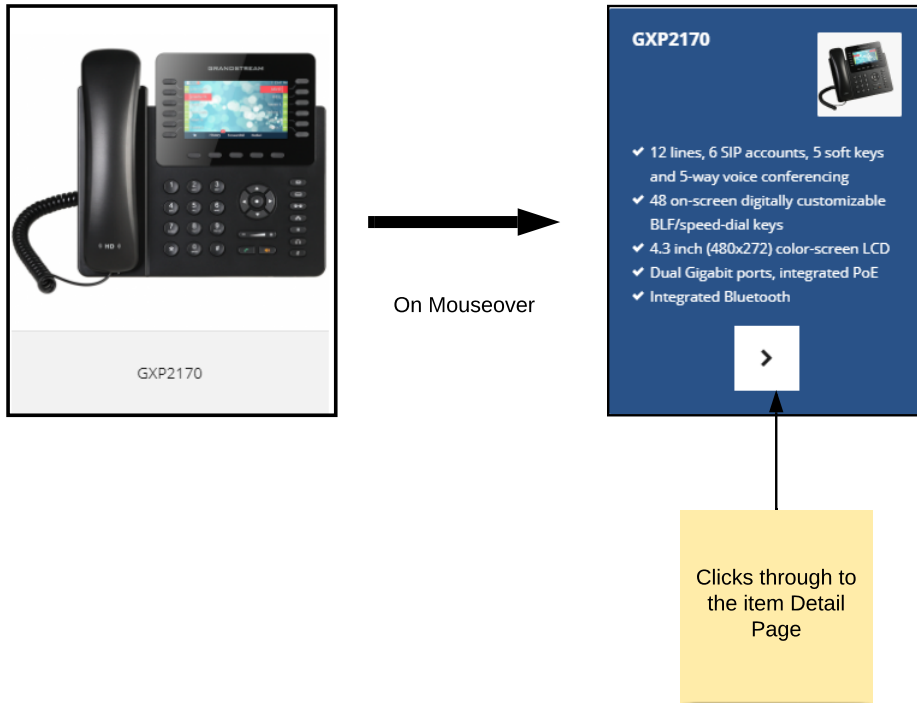 GRANDSTREAM
HD
GXP2170
On Mouseover
GXP2170
12 lines, 6 SIP accounts, 5 soft keys
and 5-way voice conferencing
48 on-screen digitally customizable
BLF/speed-dial keys
4.3 inch (480x272) color-screen LCD
Dual Gigabit ports, integrated PoE
Integrated Bluetooth
Clicks through to
the item Detail
Page